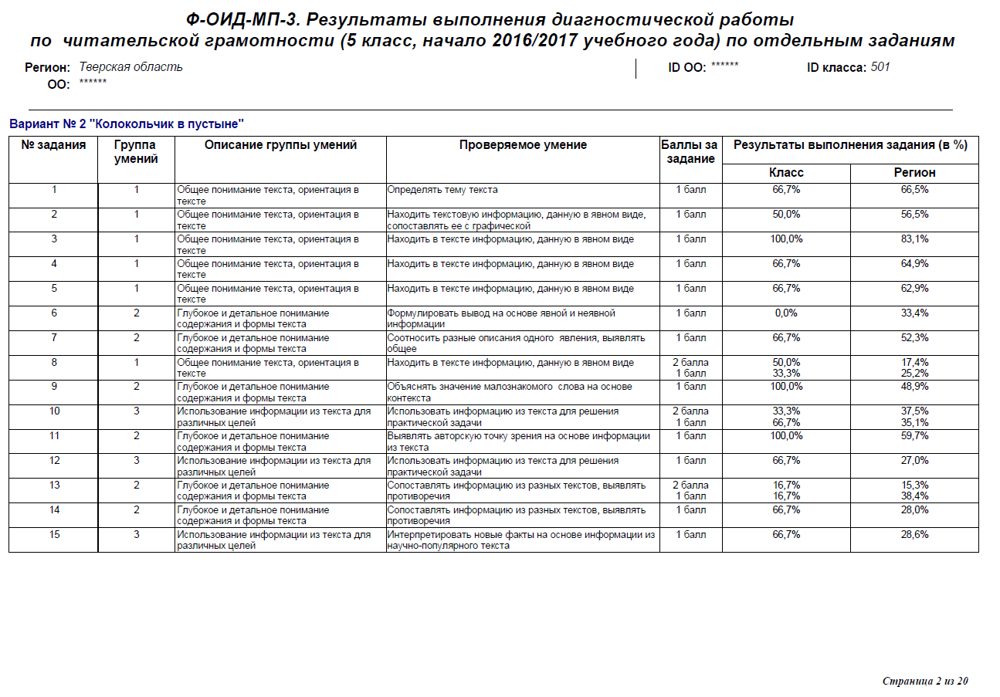 Ф-ОИД-МП-3. Результаты выполнения диагностической работы
по читательской грамотности (5 класс, начало 2016/2017 учебного года) по отдельным заданиям
Регион: Тверская область ID ОО: ****** ID класса: 501
ОО: ******
Вариант № 2 "Колокольчик в пустыне"
№ задания Группа умений Описание группы умений Проверяемое умение Баллы за задание Результаты выполнения задания (в %)
Класс Регион
1 1 Общее понимание текста, ориентация в Определять тему текста 1 балл 66,7% 66,5%
тексте
2 1 Общее понимание текста, ориентация в Находить текстовую информацию, данную в явном виде, 1 балл 50,0% 56,5%
тексте сопоставлять ее с графической
3 1 Общее понимание текста, ориентация в Находить в тексте информацию, данную в явном виде 1 балл 100,0% 83,1%
тексте
4 1 Общее понимание текста, ориентация в Находить в тексте информацию, данную в явном виде 1 балл 66,7% 64,9%
тексте
5 1 Общее понимание текста, ориентация в Находить в тексте информацию, данную в явном виде 1 балл 66,7% 62,9%
тексте
6 2 Глубокое и детальное понимание Формулировать вывод на основе явной и неявной 1 балл 0,0% 33,4%
содержания и формы текста информации
7 2 Глубокое и детальное понимание Соотносить разные описания одного явления, выявлять 1 балл 66,7% 52,3%
содержания и формы текста общее
8 1 Общее понимание текста, ориентация в Находить в тексте информацию, данную в явном виде 2 балла 50,0% 17,4%
тексте 1 балл 33,3% 25,2%
9 2 Глубокое и детальное понимание Объяснять значение малознакомого слова на основе 1 балл 100,0% 48,9%
содержания и формы текста контекста
10 3 Использование информации из текста для Использовать информацию из текста для решения 2 балла 33,3% 37,5%
различных целей практической задачи 1 балл 66,7% 35,1%
11 2 Глубокое и детальное понимание Выявлять авторскую точку зрения на основе информации 1 балл 100,0% 59,7%
содержания и формы текста из текста
12 3 Использование информации из текста для Использовать информацию из текста для решения 1 балл 66,7% 27,0%
различных целей практической задачи
13 2 Глубокое и детальное понимание Сопоставлять информацию из разных текстов, выявлять 2 балла 16,7% 15,3%
содержания и формы текста противоречия 1 балл 16,7% 38,4%
14 2 Глубокое и детальное понимание Сопоставлять информацию из разных текстов, выявлять 1 балл 66,7% 28,0%
содержания и формы текста противоречия
15 3 Использование информации из текста для Интерпретировать новые факты на основе информации из 1 балл 66,7% 28,6%
различных целей научно-популярного текста
Страница 2 из 20